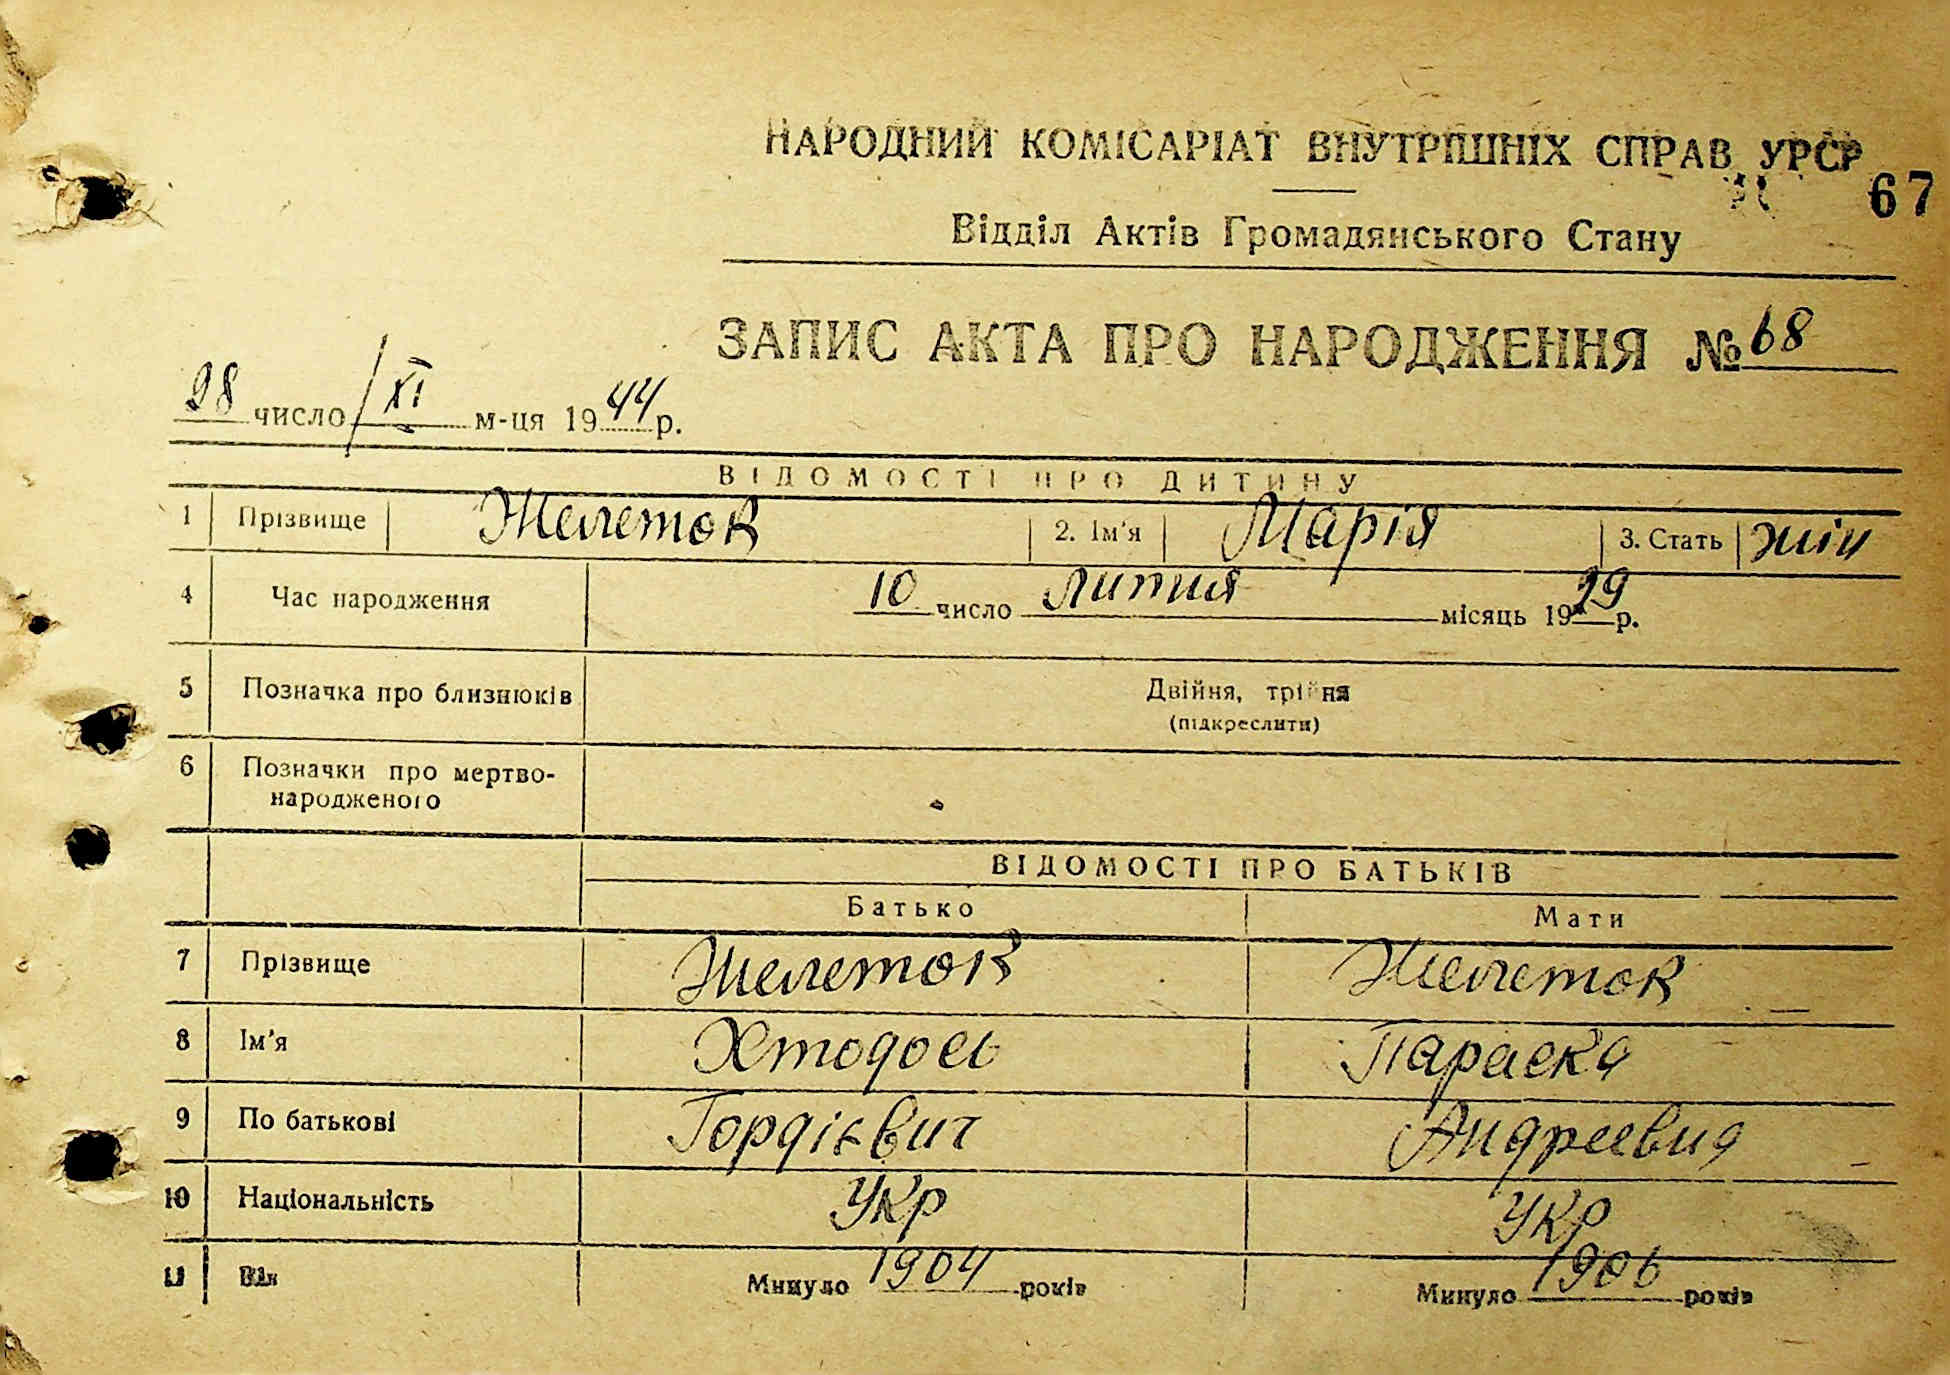 НАРОДНИЙ КОМІСАРІАТ ВНУТРІШНІХ СПРАВ УРСР
67
Відділ Актів Громадянського Стану
ЗАПИС АКТА ПРО НАРОДЖЕННЯ № 68
28 число XI м-ця 1944 р.
ВІДОМОСТІ ПРО ДИТИНУ
1 Прізвище Желеток 2. Ім'я Марія 3. Стать жін
4 Час народження 10 число липня місяць 1929 р.
5 Позначка про близнюків Двійня, трійня
(підкреслити)
6 Позначки про мертво-
народженого
ВІДОМОСТІ ПРО БАТЬКІВ
Батько Мати
7 Прізвище Желеток Желеток
8 Ім'я Хтодось Параска
9 По батькові Гордієвич
10 Національність Укр Укр
11 Вік Минуло 1904 років Минуло 1906 років